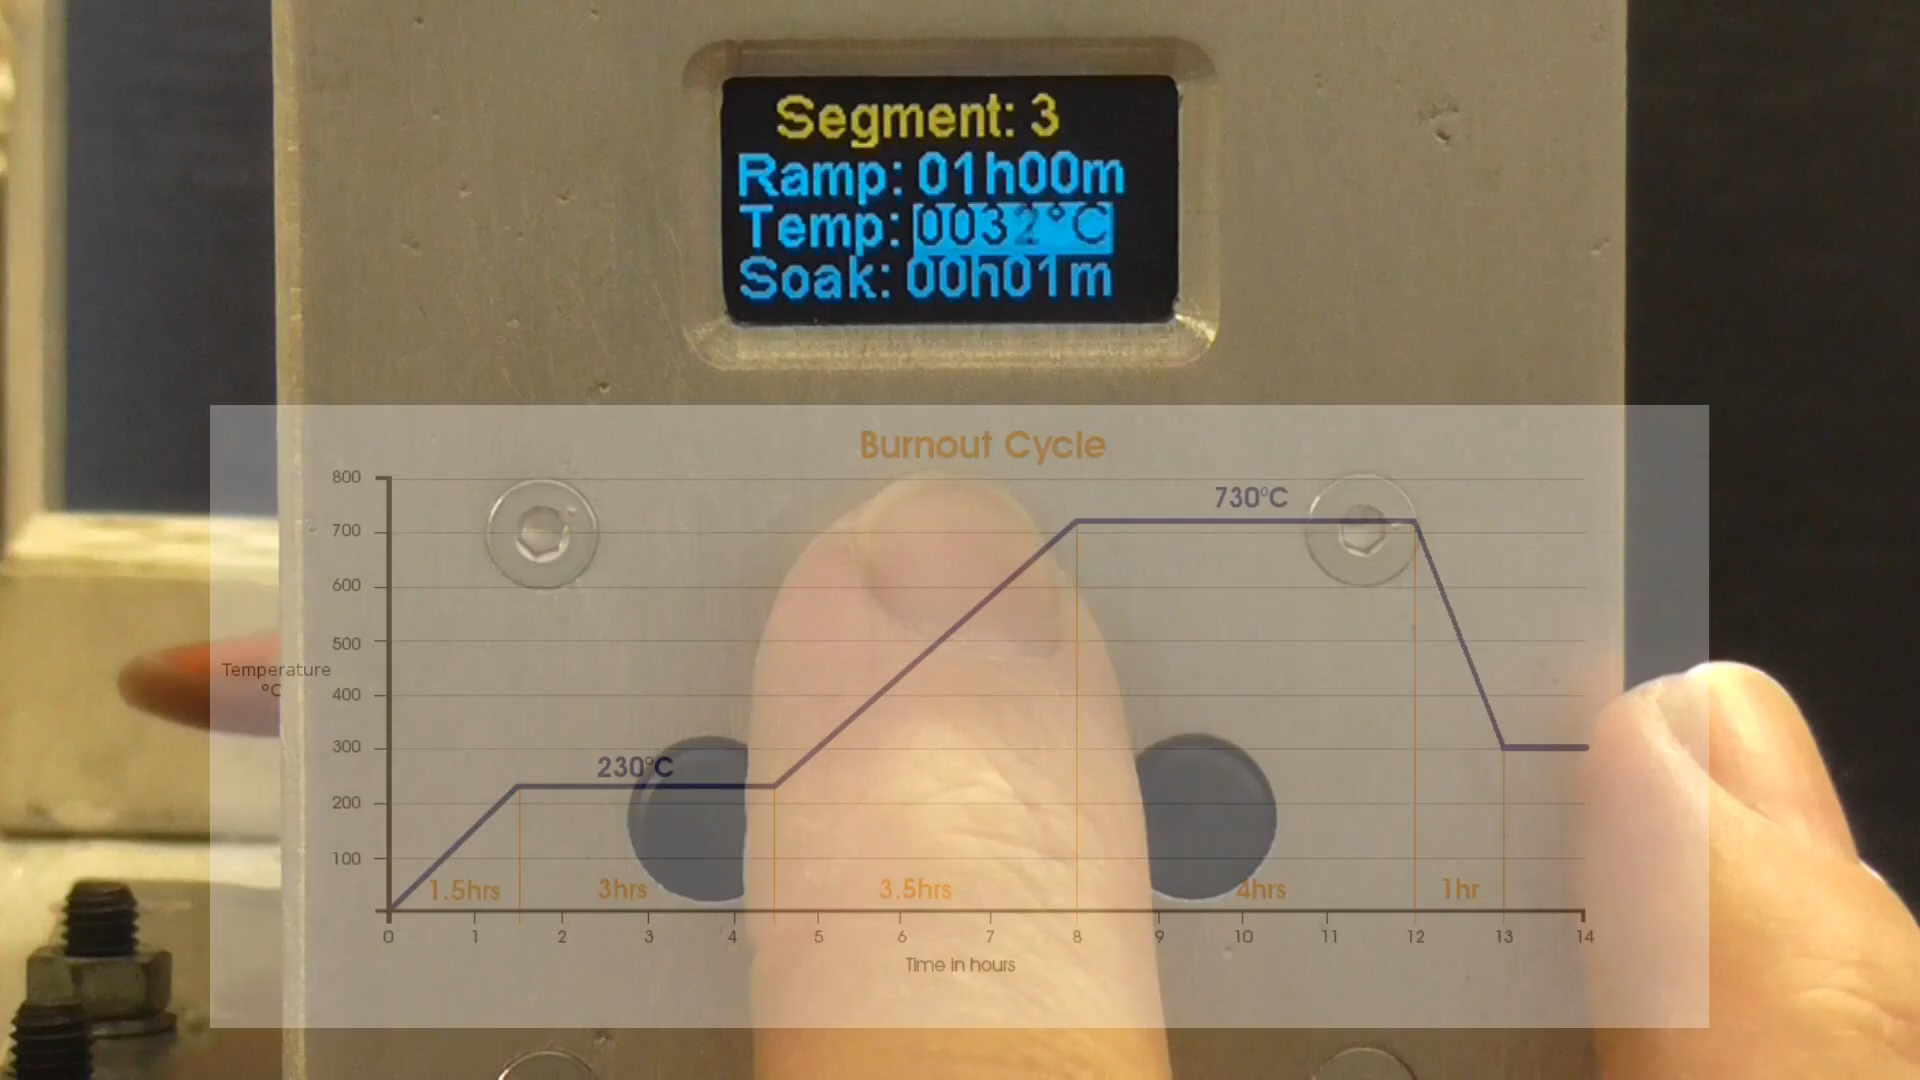 Segment: 3
Ramp: 01h00m
Temp: 0032°C
Soak: 00h01m
Burnout Cycle
800
700
600
500
400
300
200
100
Temperature
°C
730°C
230°C
1.5hrs 3hrs 3.5hrs 4hrs 1hr
0 1 2 3 4 5 6 7 8 9 10 11 12 13 14
Time in hours